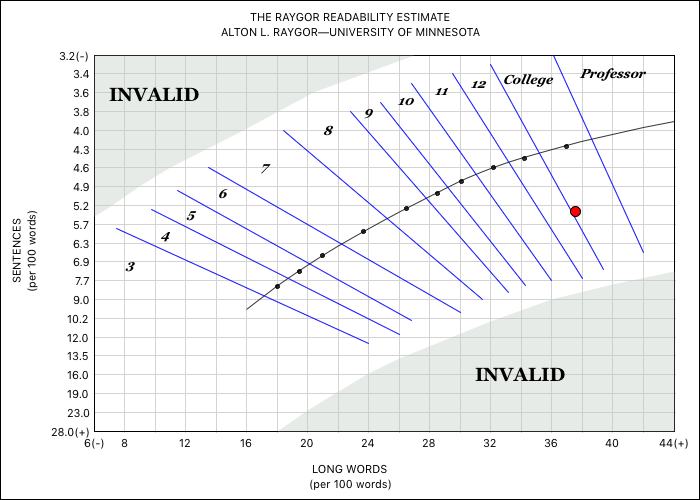 THE RAYGOR READABILITY ESTIMATE
ALTON L. RAYGOR—UNIVERSITY OF MINNESOTA
3.2(-)
3.4
3.6
3.8
4.0
4.3
4.6
4.9
5.2
5.7
6.3
6.9
7.7
9.0
10.2
12.0
13.5
16.0
19.0
23.0
28.0(+)
SENTENCES
(per 100 words)
INVALID
3
4
5
6
7
8
9
10
11
12
College
Professor
INVALID
6(-) 8 12 16 20 24 28 32 36 40 44(+)
LONG WORDS
(per 100 words)